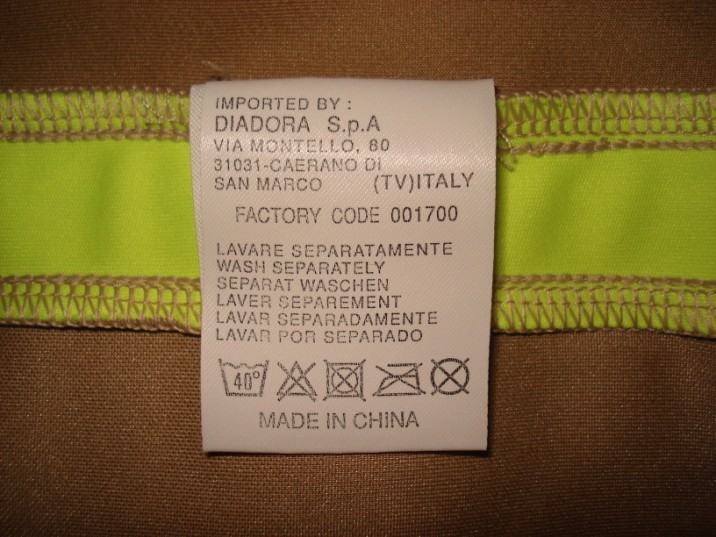 IMPORTED BY :
DIADORA S.p.A
VIA MONTELLO, 80
31031-CAERANO DI
SAN MARCO (TV)ITALY
FACTORY CODE 001700
LAVARE SEPARATAMENTE
WASH SEPARATELY
SEPARAT WASCHEN
LAVER SEPAREMENT
LAVAR SEPARADAMENTE
LAVAR POR SEPARADO
40°
MADE IN CHINA